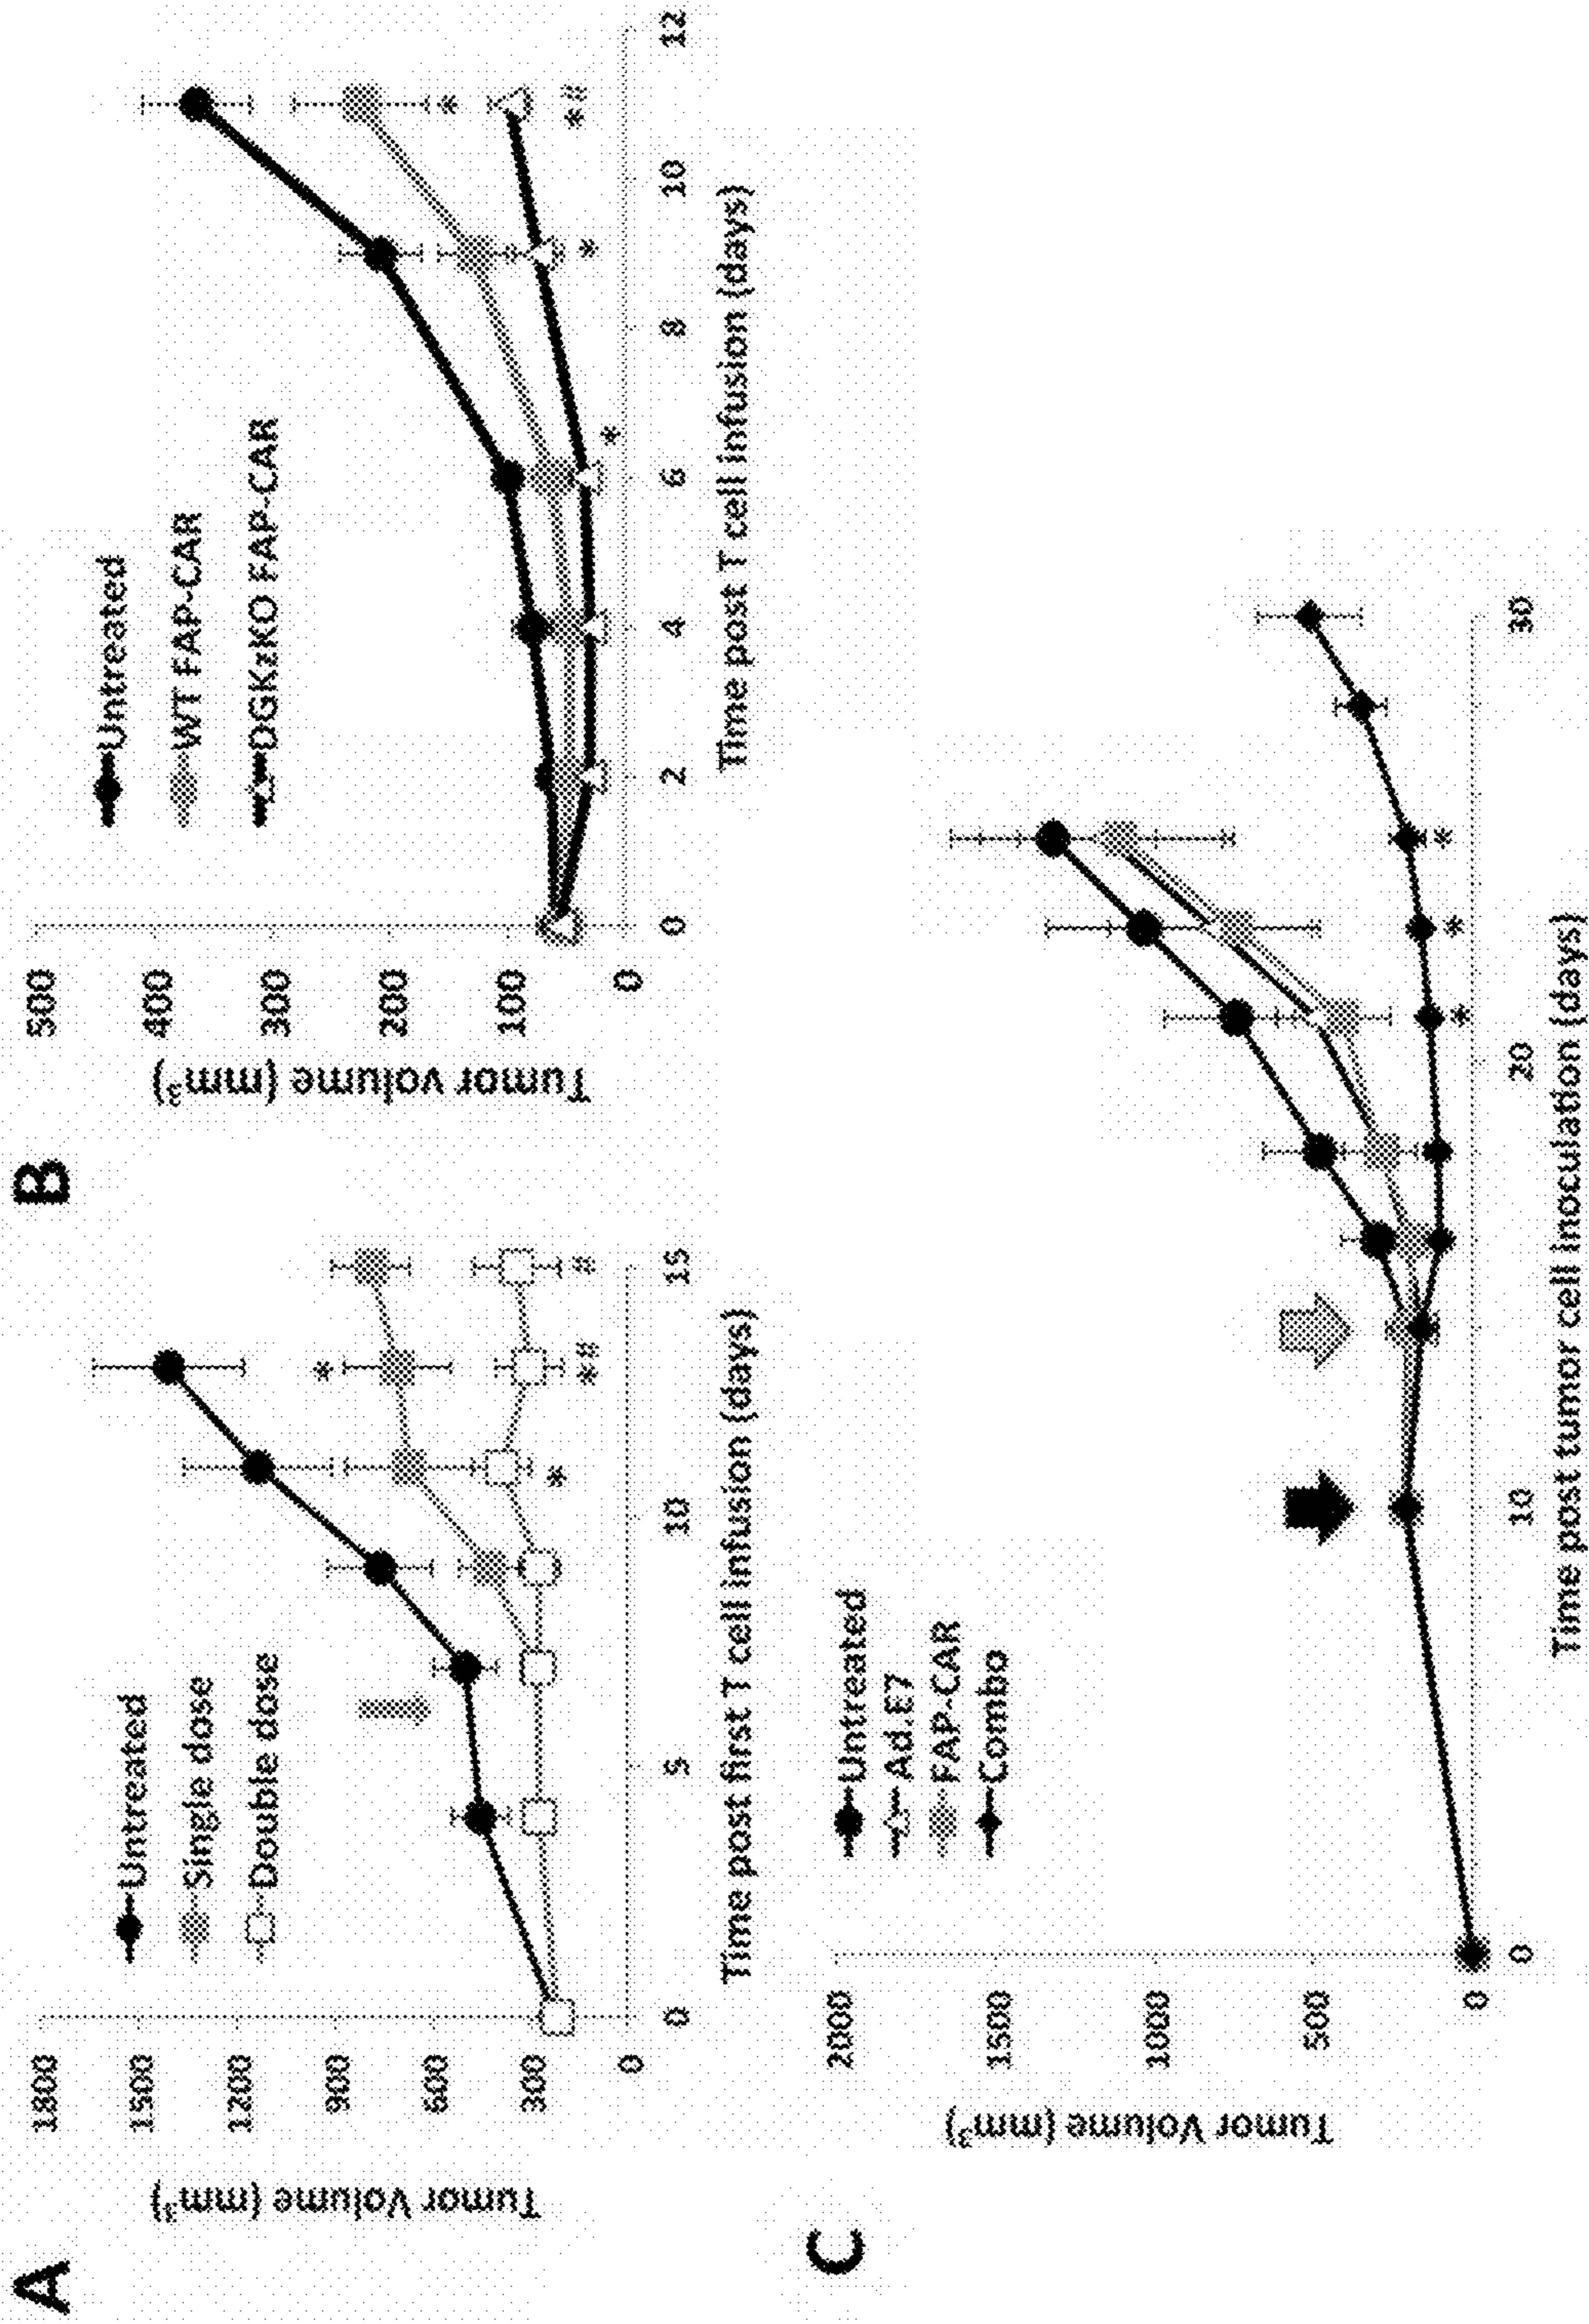 A
Tumor Volume (mm³)
1800
1500
1200
900
600
300
0
Untreated
Single dose
Double dose
*
*
*#
#
0
5
10
15
Time post first T cell infusion (days)
B
Tumor volume (mm³)
500
400
300
200
100
0
Untreated
WT FAP-CAR
DGKzKO FAP-CAR
*
*
*
*#
0
2
4
6
8
10
12
Time post T cell infusion (days)
C
Tumor Volume (mm³)
2000
1500
1000
500
0
Untreated
Ad.E7
FAP-CAR
Combo
*
*
*
0
10
20
30
Time post tumor cell inoculation (days)